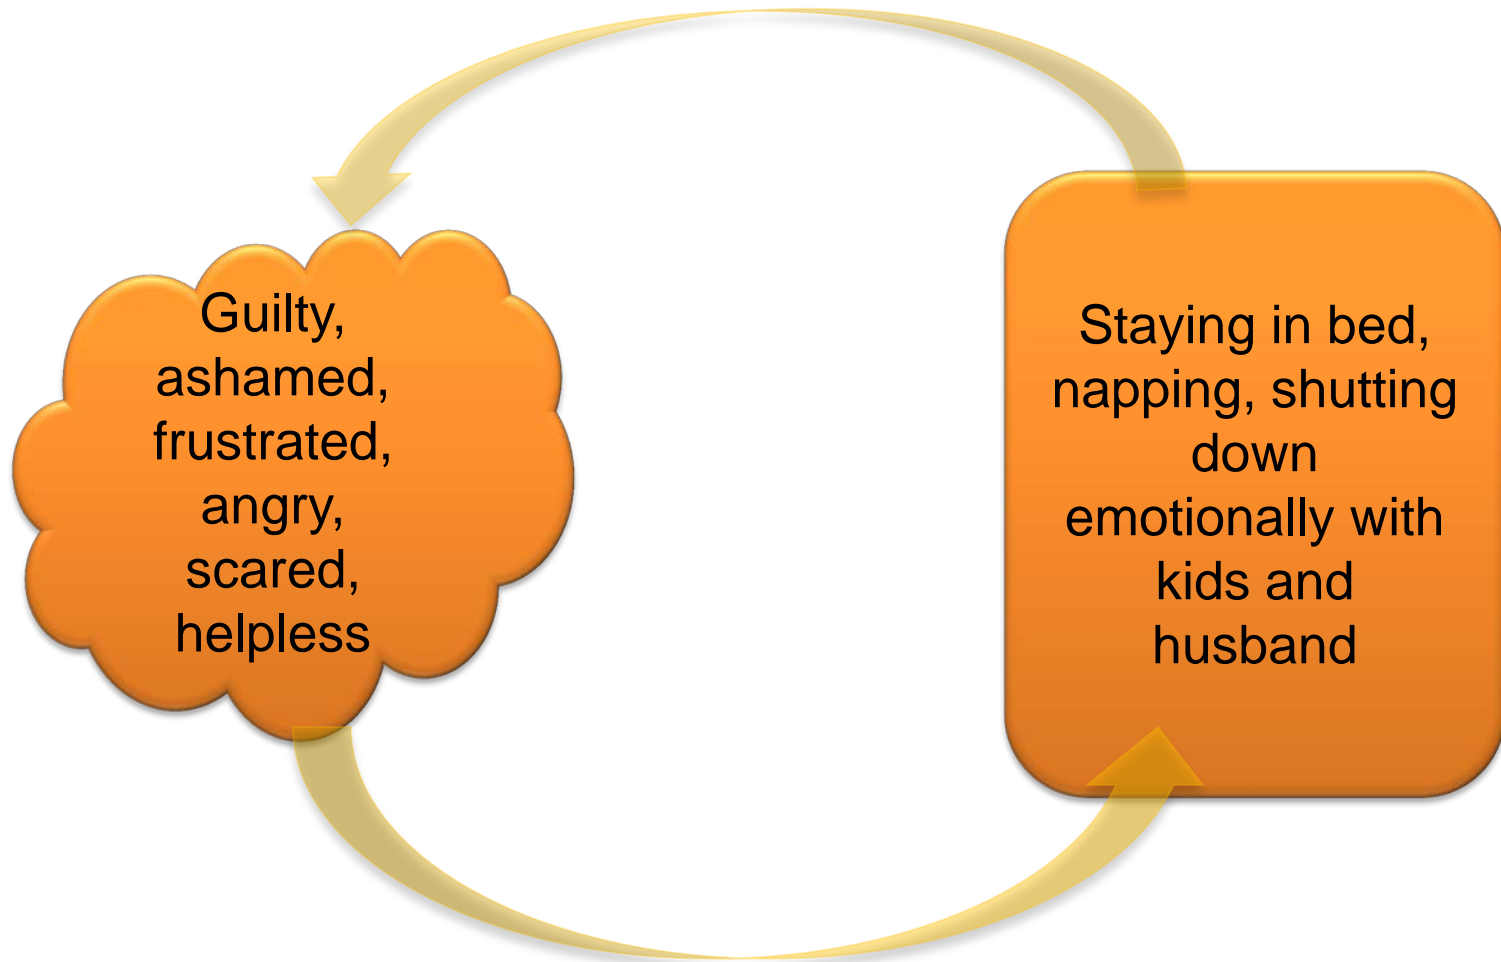 Guilty,
ashamed,
frustrated,
angry,
scared,
helpless
Staying in bed,
napping, shutting
down
emotionally with
kids and
husband